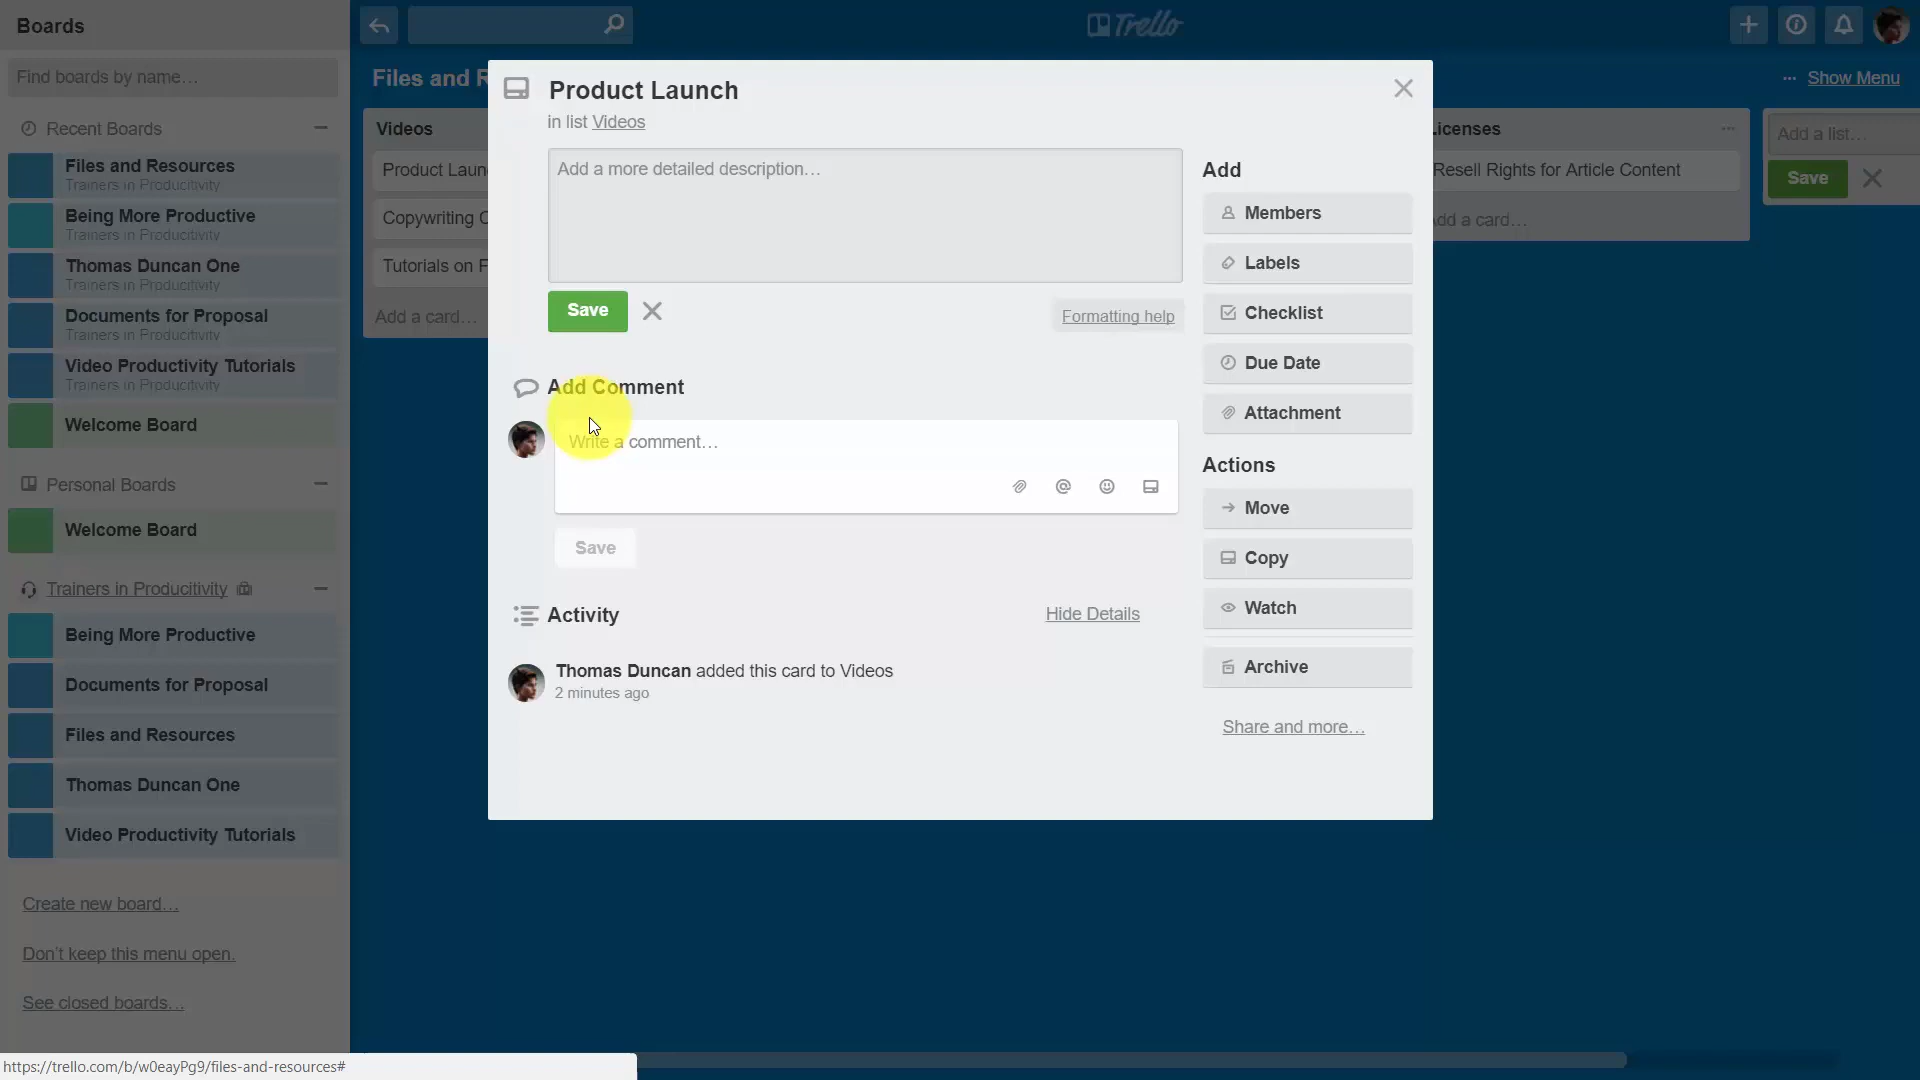 Boards
Find boards by name…
Recent Boards
Files and Resources
Trainers in Producitivity
Being More Productive
Trainers in Producitivity
Thomas Duncan One
Trainers in Producitivity
Documents for Proposal
Trainers in Producitivity
Video Productivity Tutorials
Trainers in Producitivity
Welcome Board
Personal Boards
Welcome Board
Trainers in Producitivity
Being More Productive
Documents for Proposal
Files and Resources
Thomas Duncan One
Video Productivity Tutorials
Create new board…
Don't keep this menu open.
See closed boards…
https://trello.com/b/w0eayPg9/files-and-resources#
Trello
Files and R
... Show Menu
Videos
Product Laun
Copywriting C
Tutorials on F
Add a card…
Product Launch
in list Videos
Add a more detailed description…
Save
Formatting help
Add Comment
Write a comment…
@
Save
Activity
Hide Details
Thomas Duncan added this card to Videos
2 minutes ago
Add
Members
Labels
Checklist
Due Date
Attachment
Actions
Move
Copy
Watch
Archive
Share and more…
Licenses
Resell Rights for Article Content
Add a card…
Add a list…
Save